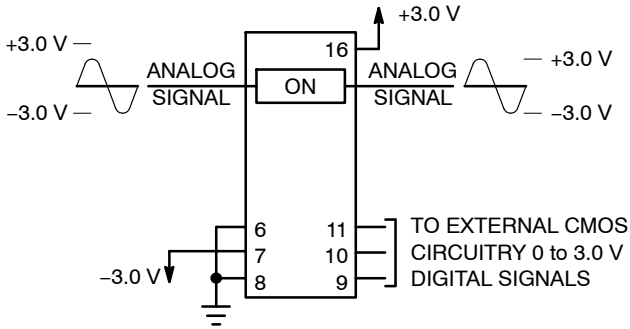 +3.0 V
16
+3.0 V
ANALOG
SIGNAL
ON
ANALOG
SIGNAL
+3.0 V
−3.0 V
−3.0 V
6
7
8
−3.0 V
11
10
9
TO EXTERNAL CMOS
CIRCUITRY 0 to 3.0 V
DIGITAL SIGNALS